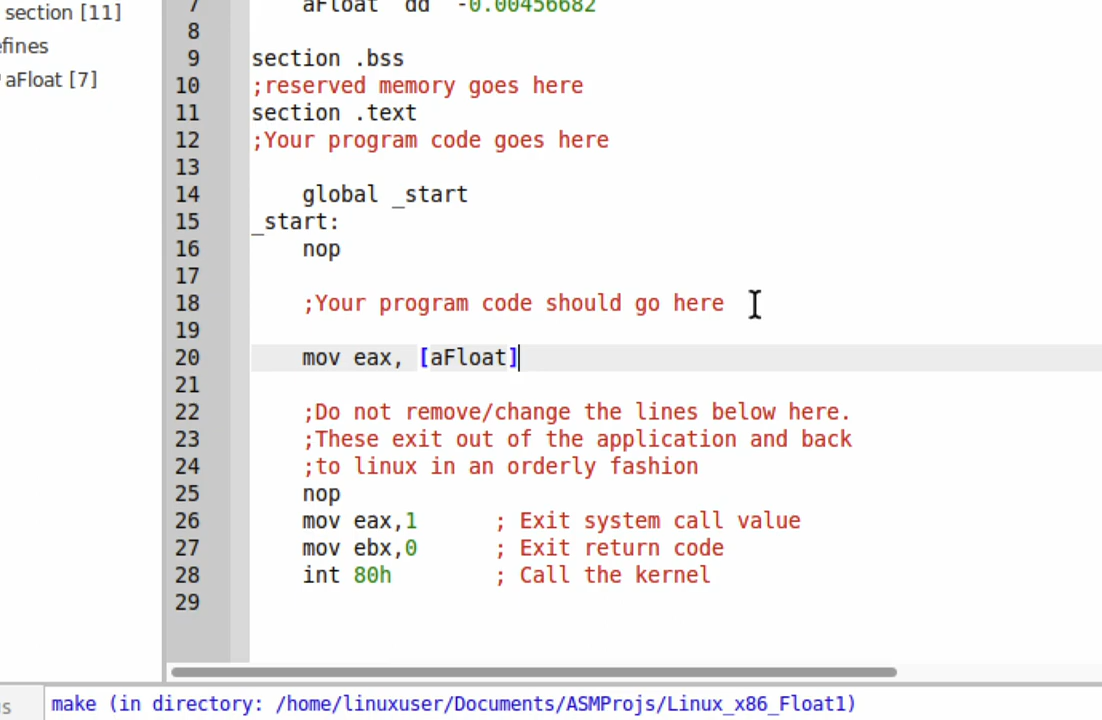 section [11]
efines
aFloat [7]
7 aFloat dd -0.00456682
8
9 section .bss
10 ;reserved memory goes here
11 section .text
12 ;Your program code goes here
13
14 global _start
15 _start:
16 nop
17
18 ;Your program code should go here
19
20 mov eax, [aFloat]
21
22 ;Do not remove/change the lines below here.
23 ;These exit out of the application and back
24 ;to linux in an orderly fashion
25 nop
26 mov eax,1 ; Exit system call value
27 mov ebx,0 ; Exit return code
28 int 80h ; Call the kernel
29
s make (in directory: /home/linuxuser/Documents/ASMProjs/Linux_x86_Float1)